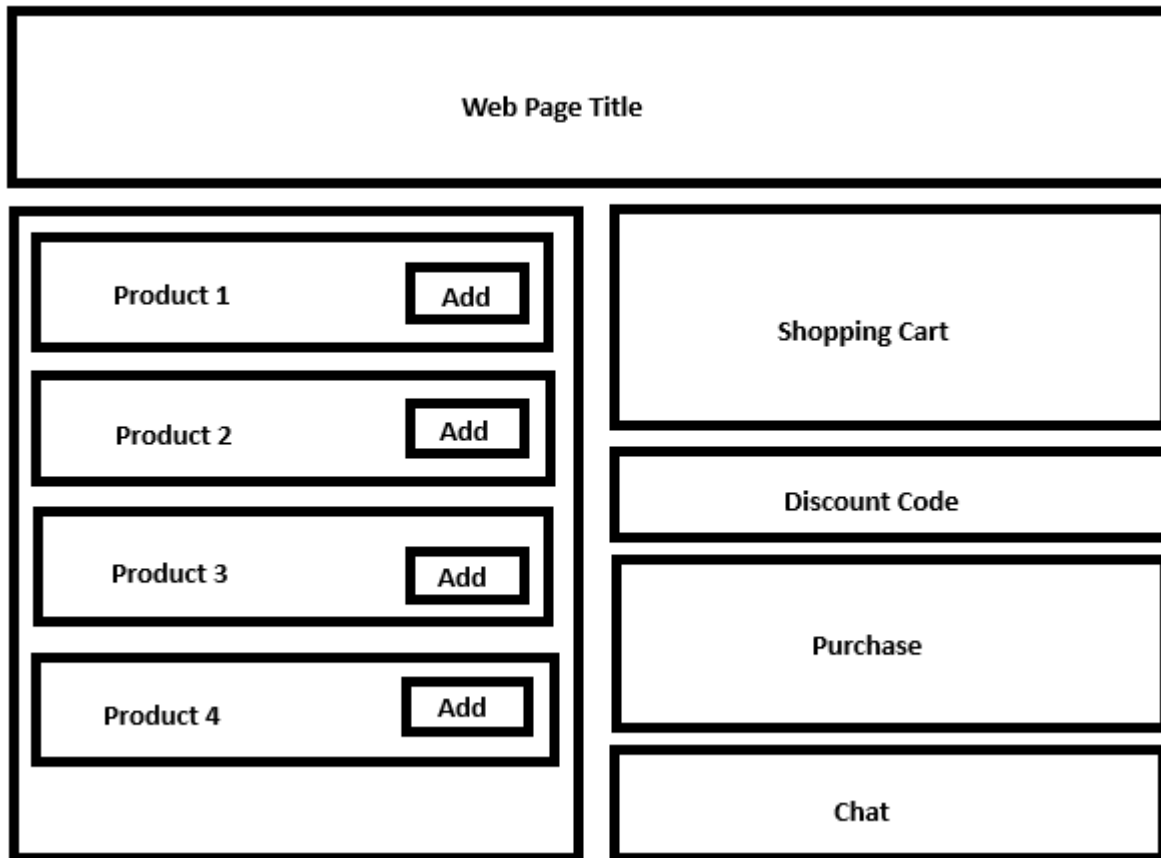 Web Page Title
Product 1
Add
Product 2
Add
Product 3
Add
Product 4
Add
Shopping Cart
Discount Code
Purchase
Chat